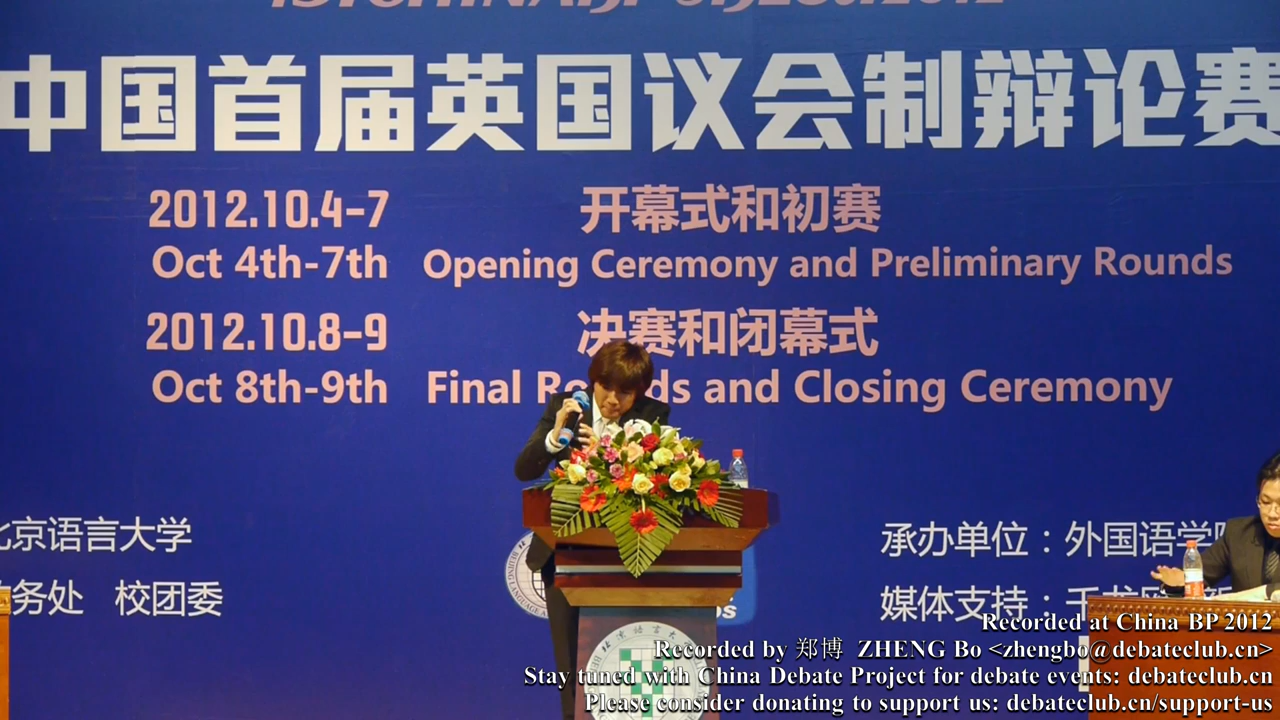 中国首届英国议会制辩论赛
2012.10.4-7 开幕式和初赛
Oct 4th-7th Opening Ceremony and Preliminary Rounds
2012.10.8-9 决赛和闭幕式
Oct 8th-9th Final Ro ds and Closing Ceremony
北京语言大学 承办单位：外国语学院
务处 校团委 媒体支持：千龙
Recorded at China BP 2012
Recorded by 郑博 ZHENG Bo <zhengbo@debateclub.cn>
Stay tuned with China Debate Project for debate events: debateclub.cn
Please consider donating to support us: debateclub.cn/support-us